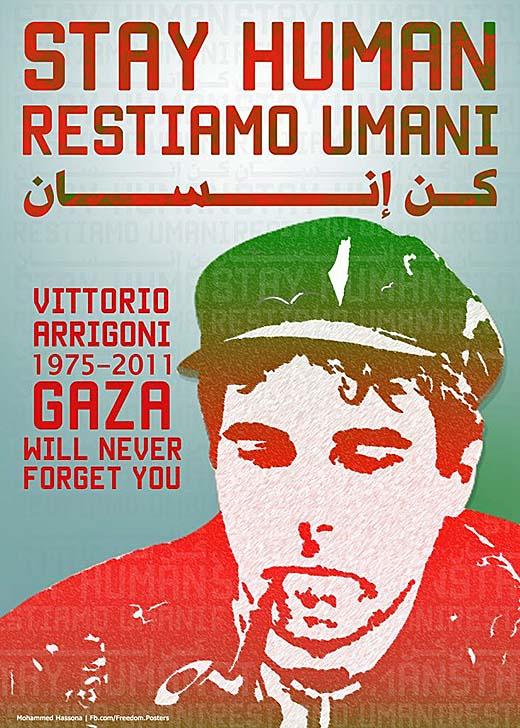 STAY HUMAN
RESTIAMO UMANI
كن إنسان
VITTORIO
ARRIGONI
1975-2011
GAZA
WILL NEVER
FORGET YOU
Mohammed Hassona | Fb.com/Freedom.Posters